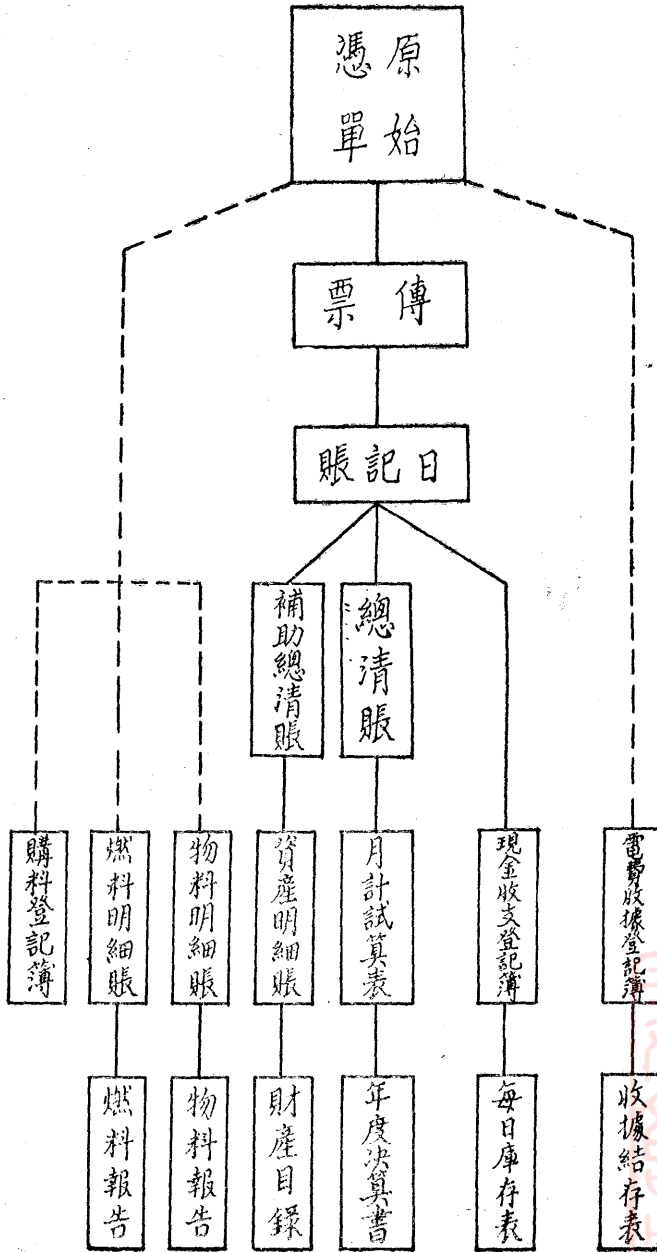 原始
憑單
傳票
日記賬
總清賬
補助總清賬
電費收據登記簿
現金收支登記簿
月計試算表
資產明細賬
物料明細賬
燃料明細賬
購料登記簿
收據結存表
每日庫存表
年度決算書
財產目錄
物料報告
燃料報告